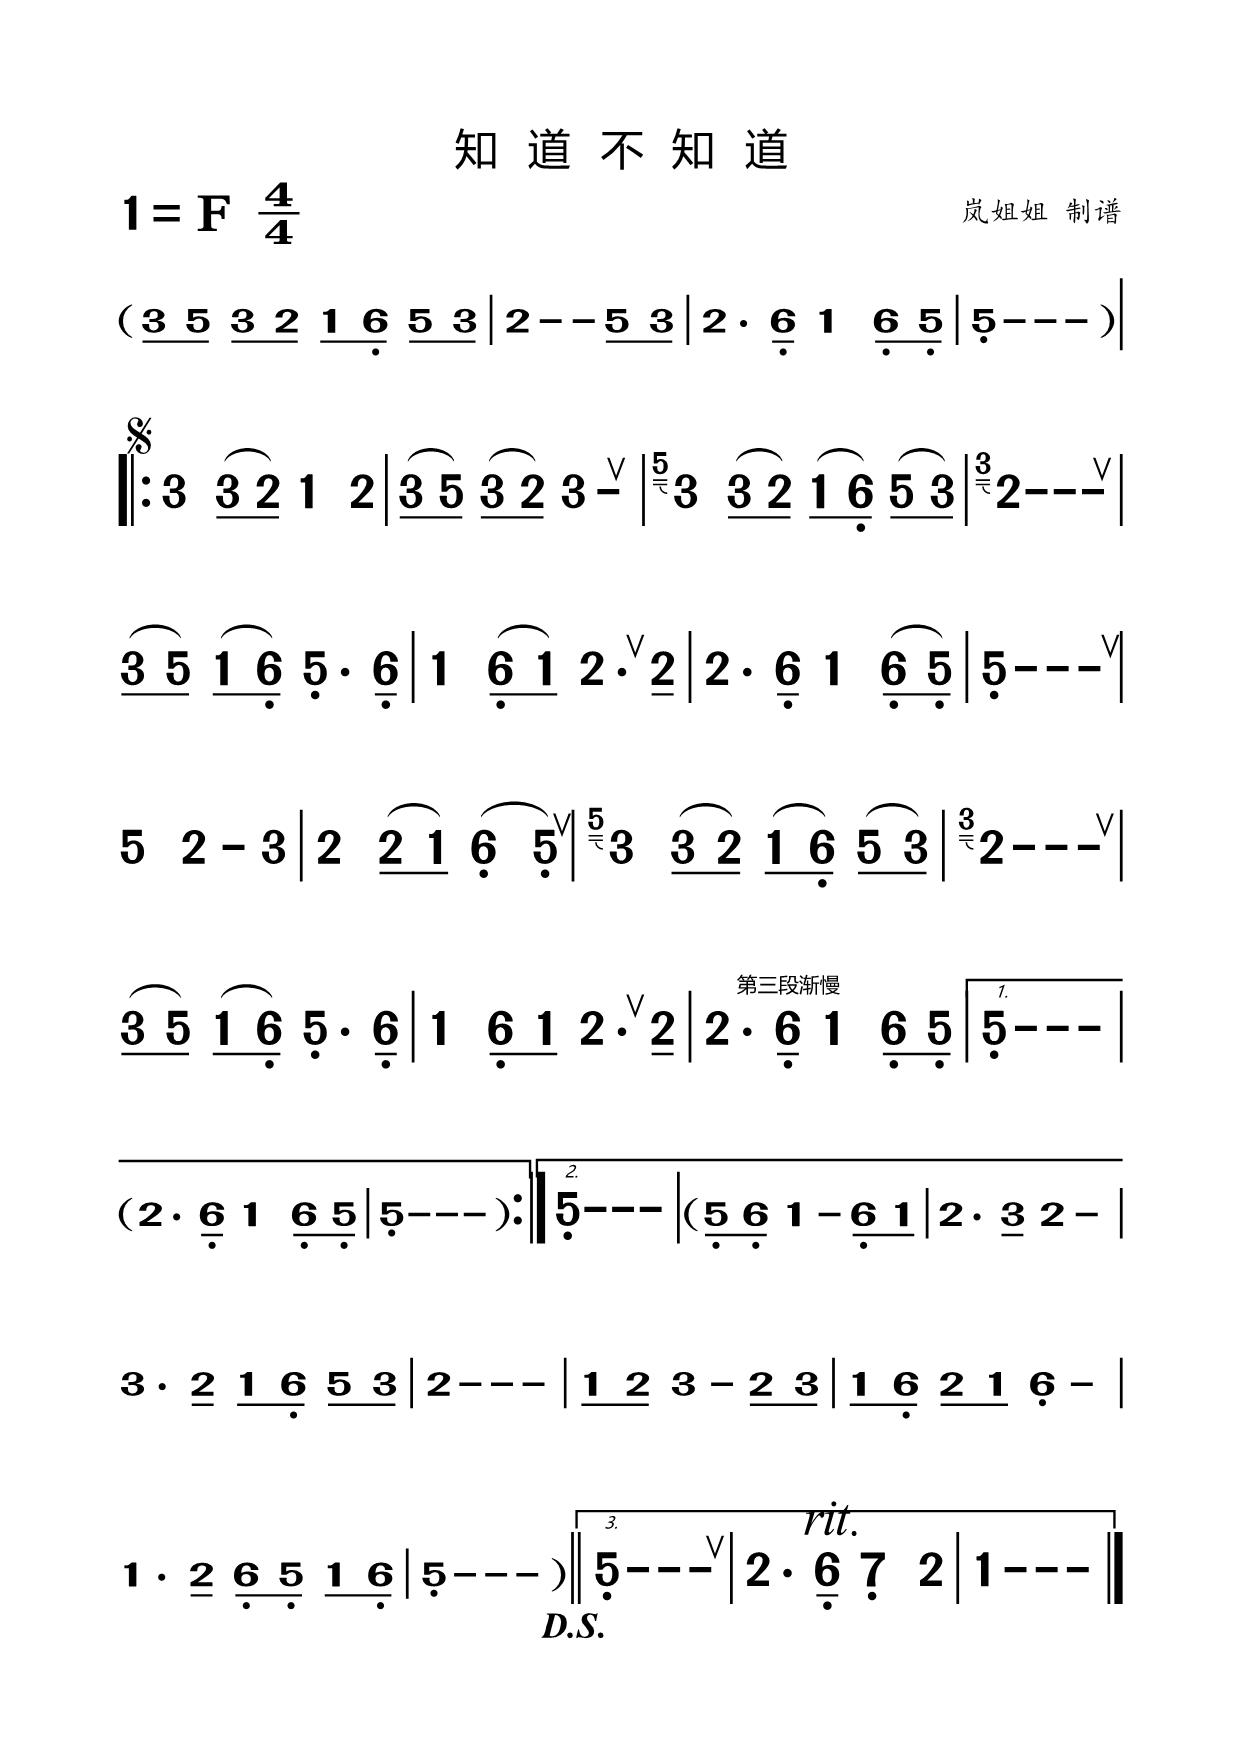 知 道 不 知 道
1= F 4/4
岚姐姐 制谱
(3 5 3 2 1 6 5 3|2--5 3|2· 6 1 6 5|5---)|
𝄋
‖:3 3 2 1 2|3 5 3 2 3-∨|5 3 3 2 1 6 5 3|3 2---∨|
3 5 1 6 5· 6|1 6 1 2·∨2|2· 6 1 6 5|5---∨|
5 2-3|2 2 1 6 5∨|5 3 3 2 1 6 5 3|3 2---∨|
第三段渐慢
1.
3 5 1 6 5· 6|1 6 1 2·∨2|2· 6 1 6 5|5---|
2.
(2· 6 1 6 5|5---):‖5---|(5 6 1-6 1|2· 3 2-|
3· 2 1 6 5 3|2---|1 2 3-2 3|1 6 2 1 6-|
3. rit.
1· 2 6 5 1 6|5---)‖5---∨|2· 6 7 2|1---‖
D.S.